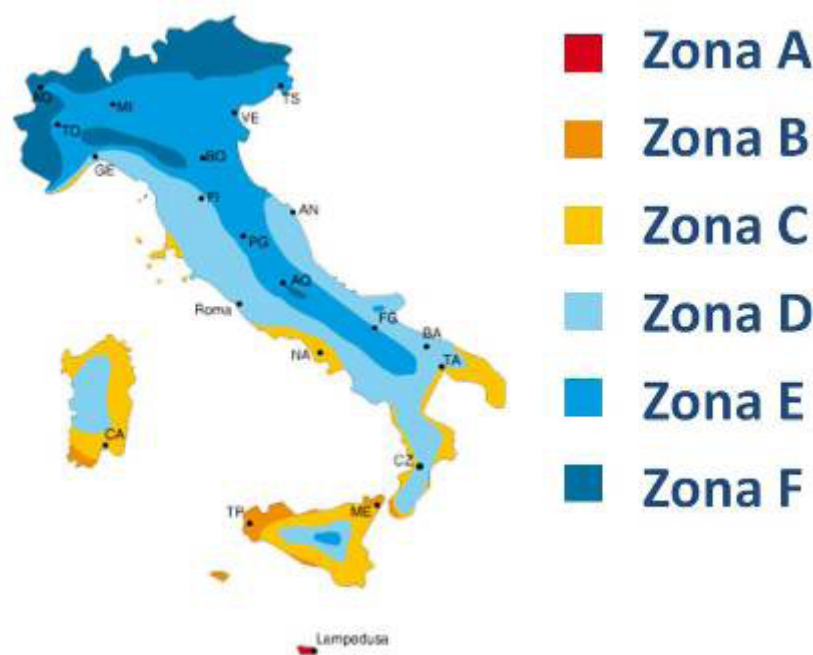 Zona A
Zona B
Zona C
Zona D
Zona E
Zona F
AO
MI
TS
TO
VE
GE
BO
FI
AN
PG
AQ
Roma
FG
BA
NA
TA
CA
CZ
TP
ME
Lampedusa